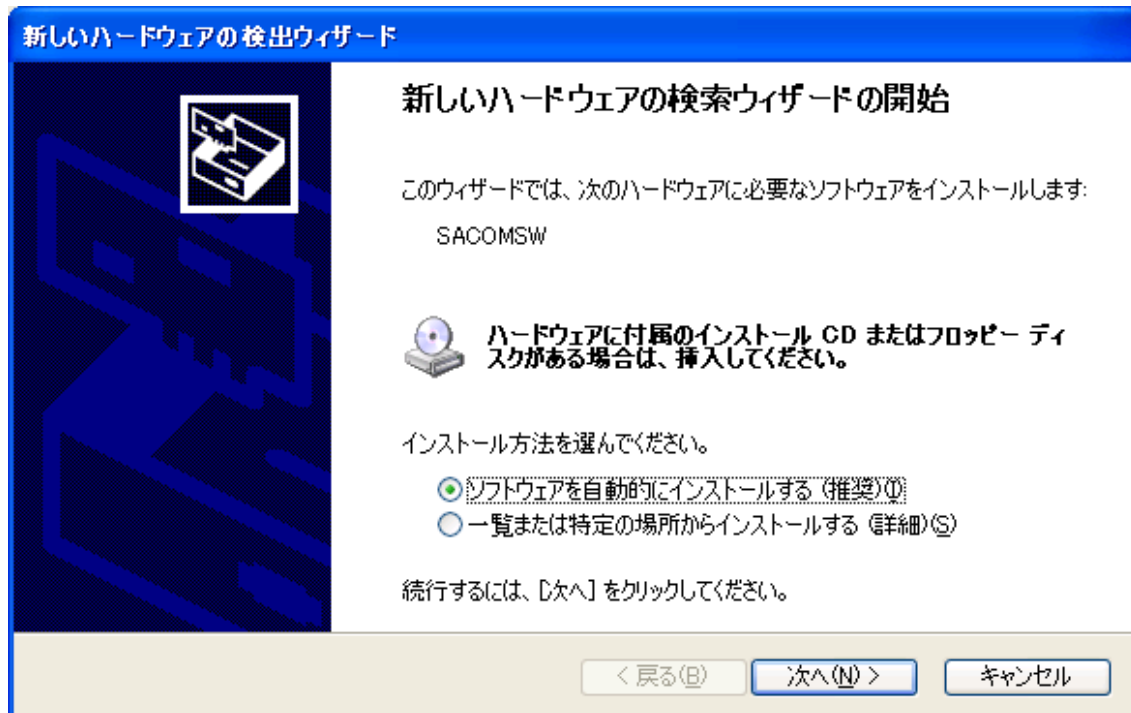 新しいハードウェアの検出ウィザード
新しいハードウェアの検索ウィザードの開始
このウィザードでは、次のハードウェアに必要なソフトウェアをインストールします:
SACOMSW
ハードウェアに付属のインストール CD またはフロッピー ディ
スクがある場合は、挿入してください。
インストール方法を選んでください。
ソフトウェアを自動的にインストールする (推奨)(I)
一覧または特定の場所からインストールする (詳細)(S)
続行するには、[次へ] をクリックしてください。
< 戻る(B) 次へ(N) > キャンセル